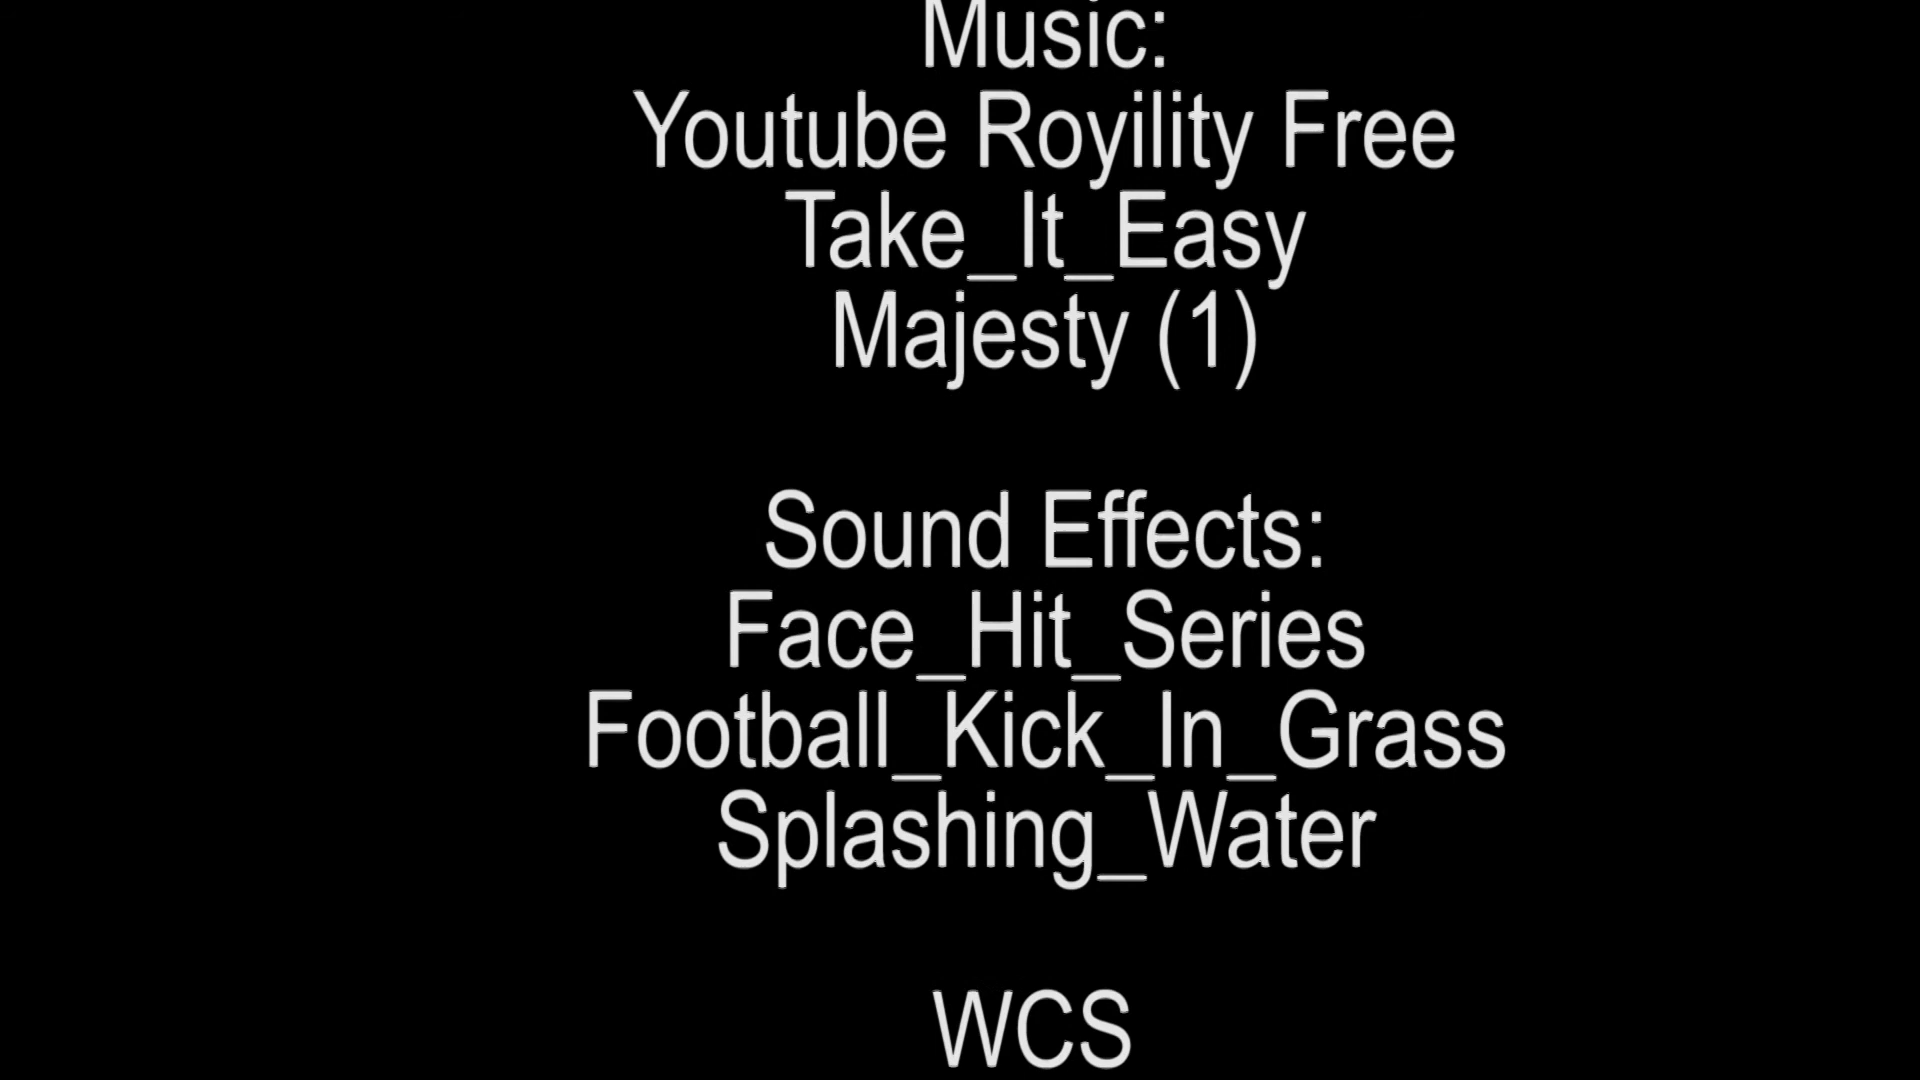 Music:
Youtube Royility Free
Take_It_Easy
Majesty (1)
Sound Effects:
Face_Hit_Series
Football_Kick_In_Grass
Splashing_Water
WCS